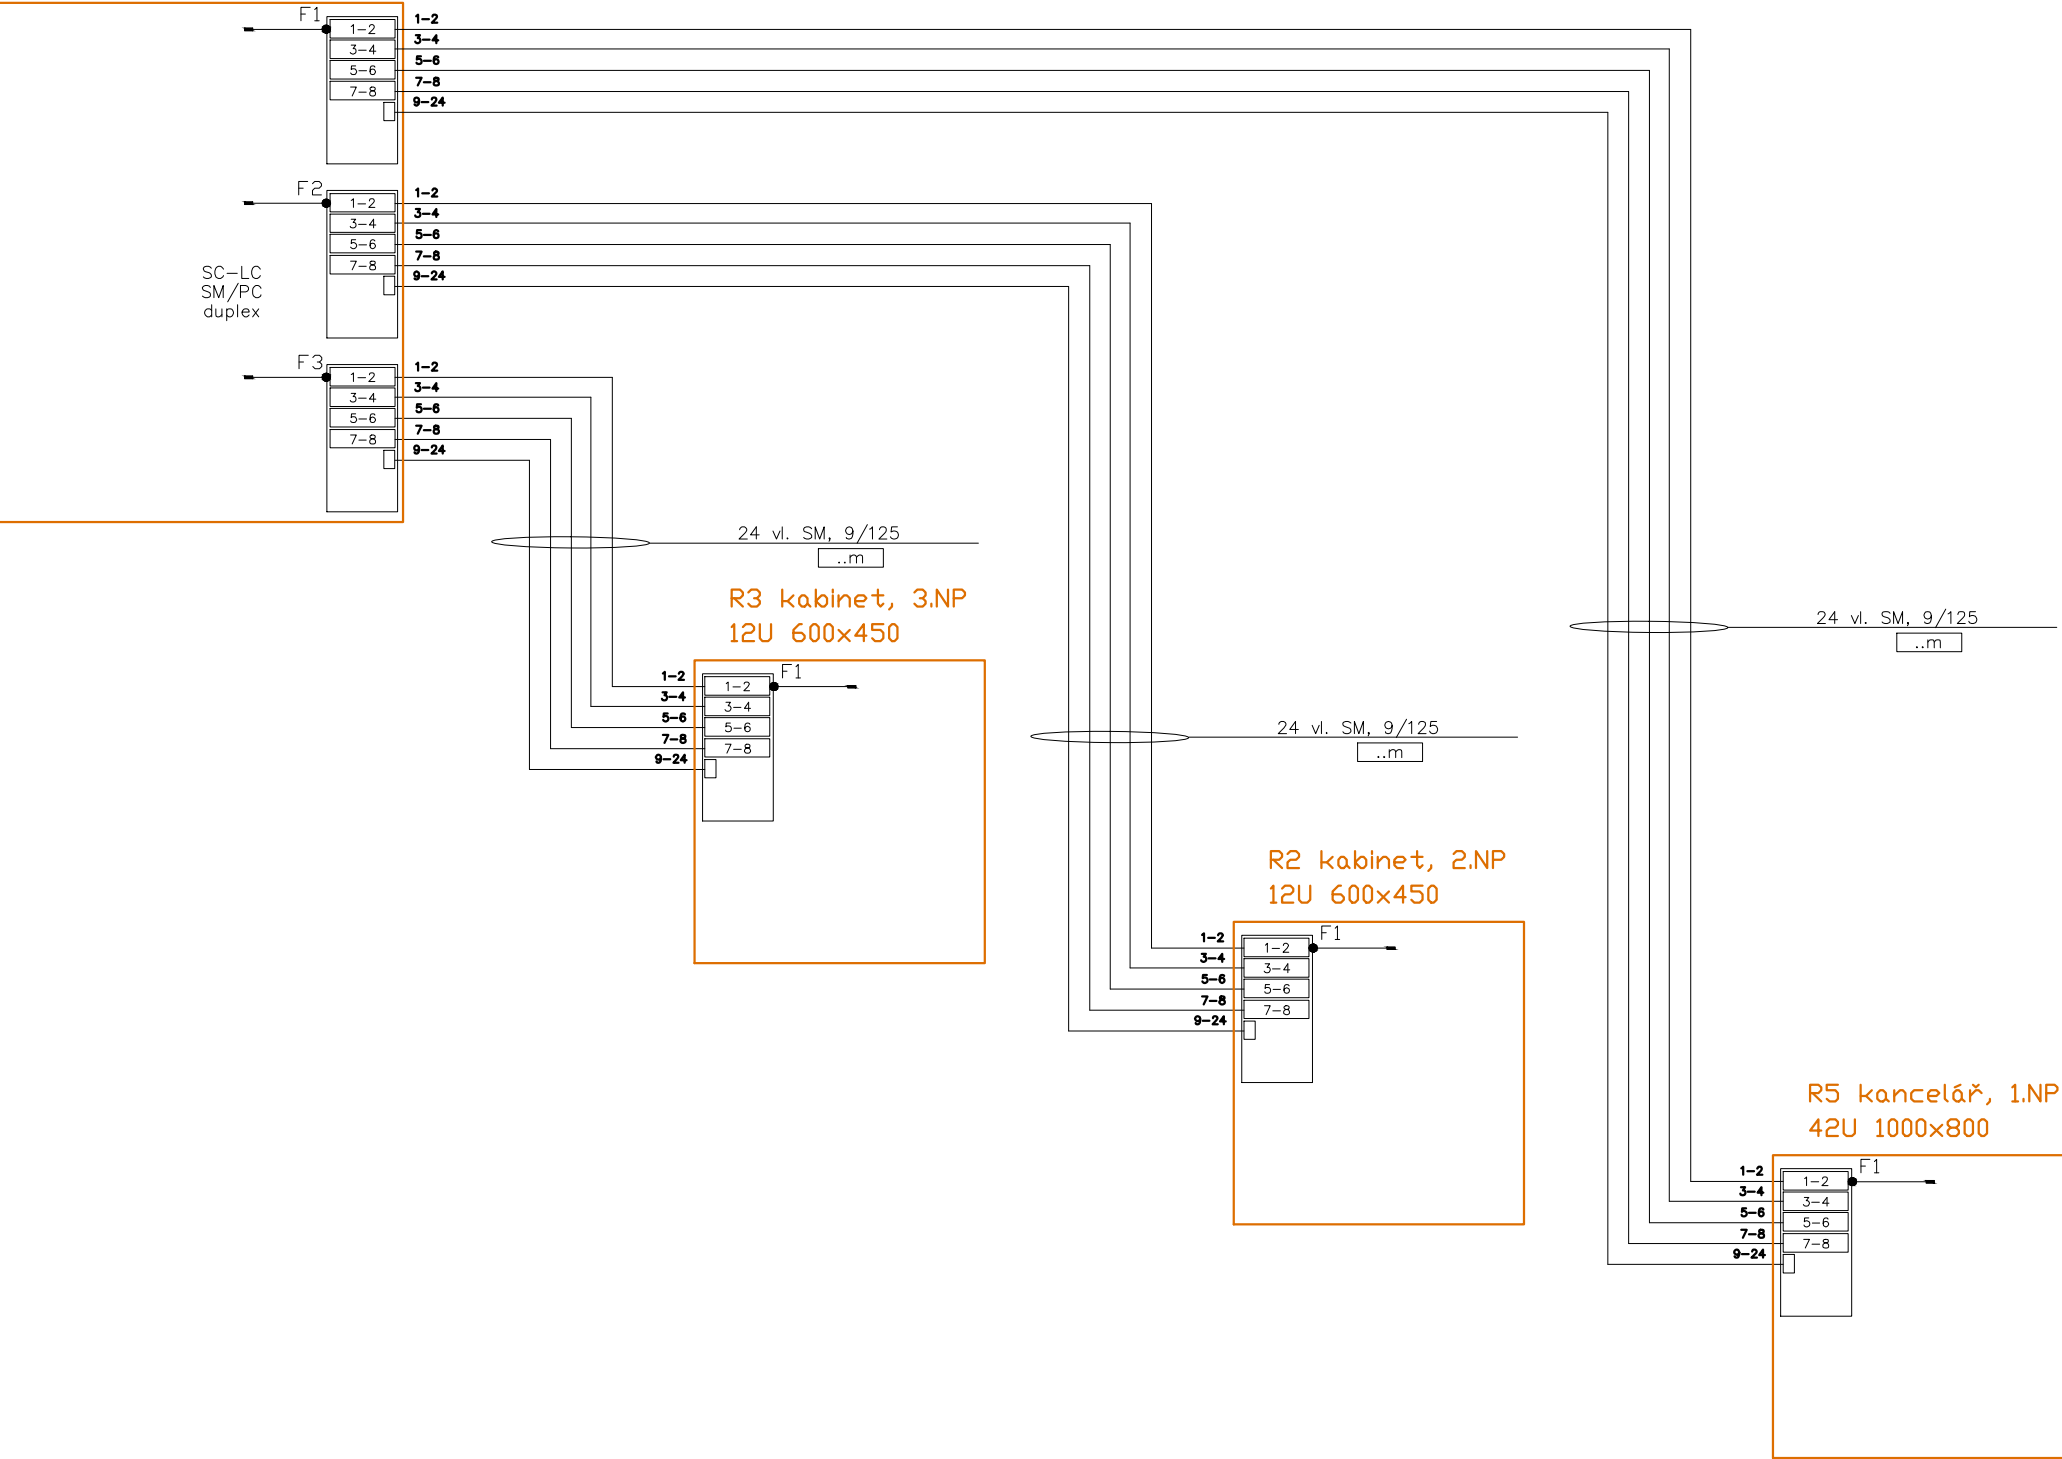 F1
1-2
1-2
3-4
3-4
5-6
5-6
7-8
7-8
9-24
F2
1-2
1-2
3-4
3-4
5-6
5-6
7-8
7-8
9-24
SC-LC
SM/PC
duplex
F3
1-2
1-2
3-4
3-4
5-6
5-6
7-8
7-8
9-24
24 vl. SM, 9/125
..m
R3 kabinet, 3.NP
12U 600x450
F1
1-2
1-2
3-4
3-4
5-6
5-6
7-8
7-8
9-24
24 vl. SM, 9/125
..m
24 vl. SM, 9/125
..m
R2 kabinet, 2.NP
12U 600x450
F1
1-2
1-2
3-4
3-4
5-6
5-6
7-8
7-8
9-24
R5 kancelář, 1.NP
42U 1000x800
F1
1-2
1-2
3-4
3-4
5-6
5-6
7-8
7-8
9-24